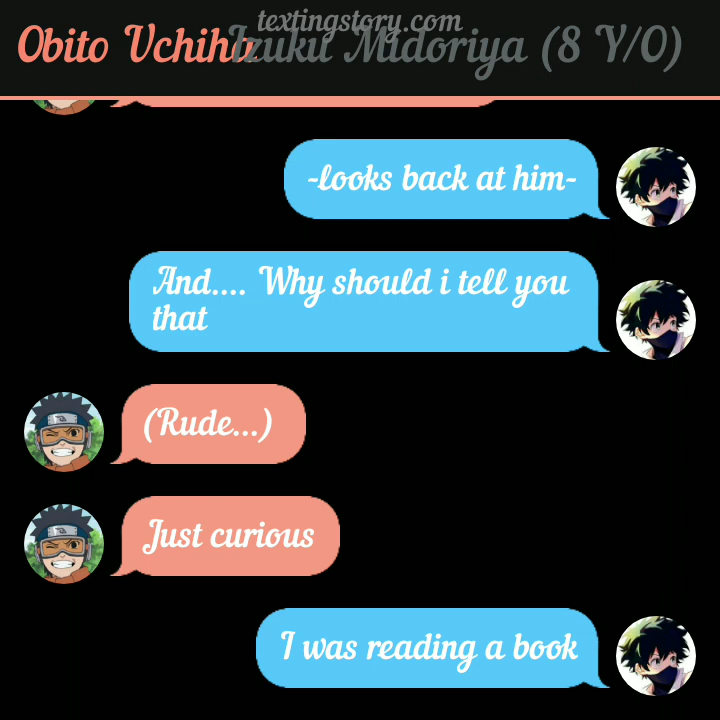 textingstory.com
Obito Uchiha
Izuku Midoriya (8 Y/O)
~looks back at him~
And.... Why should i tell you
that
(Rude...)
Just curious
I was reading a book